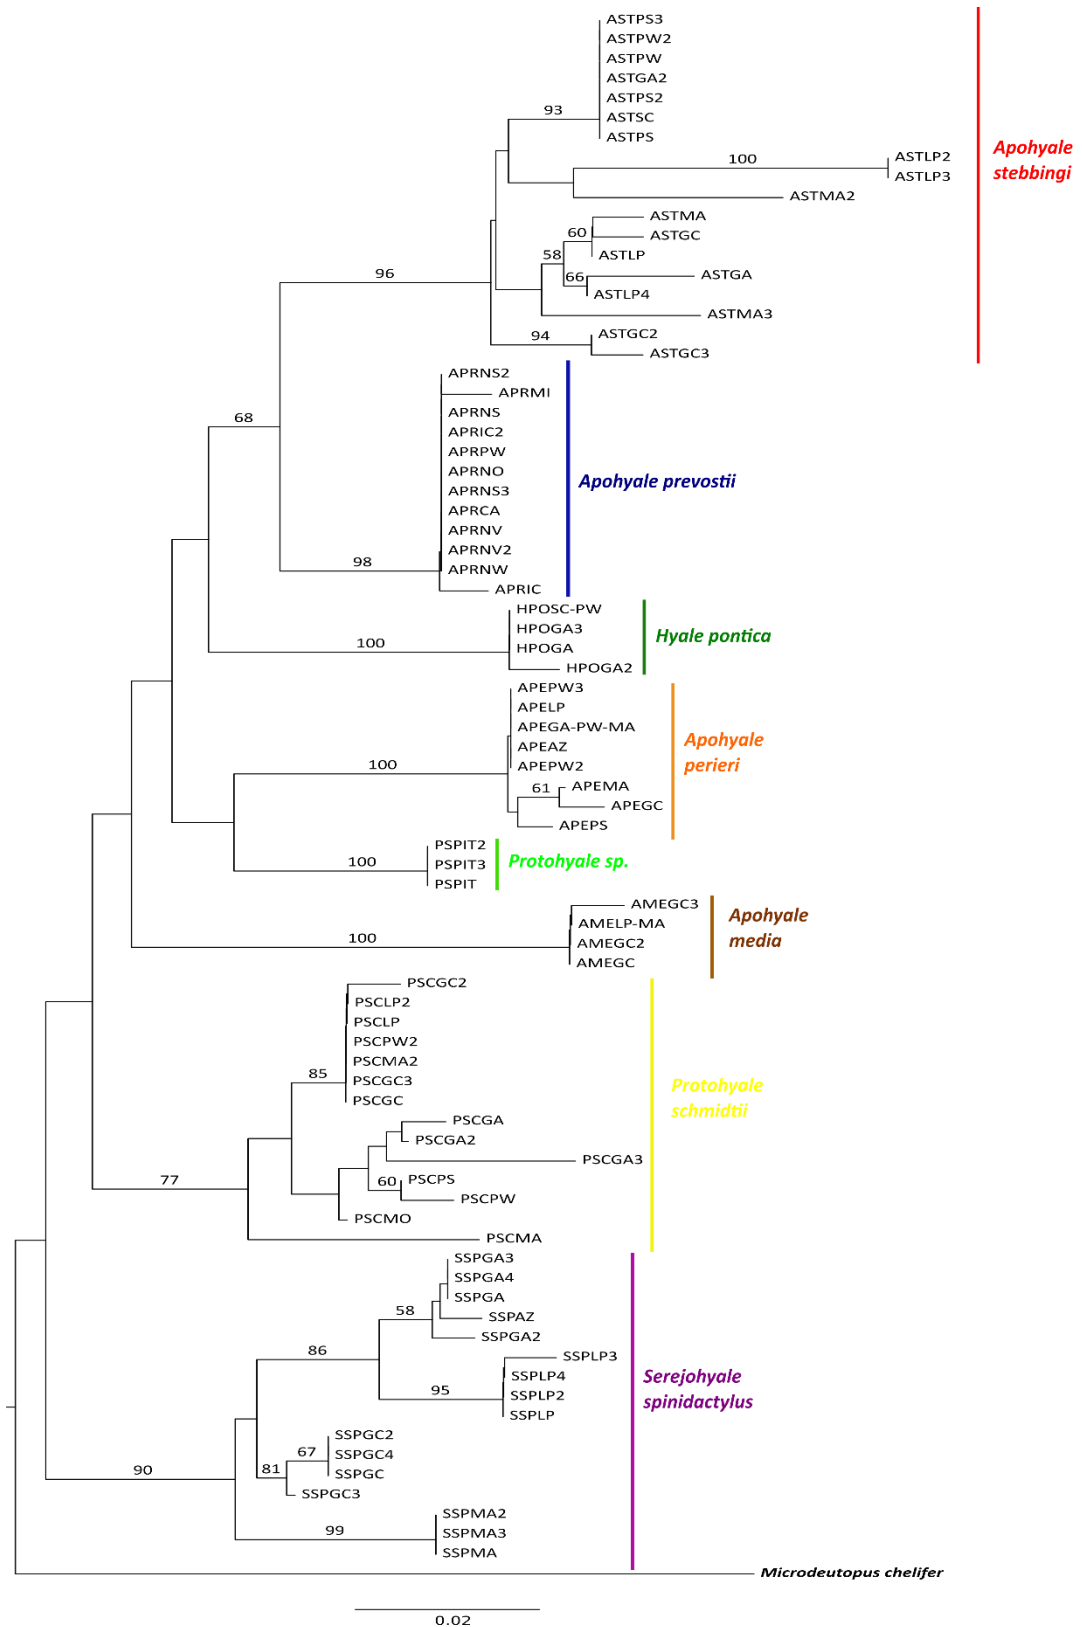 ASTPS3
ASTPW2
ASTPW
ASTGA2
ASTPS2
93
ASTSC
ASTPS
Apohyale
stebbingi
100
ASTLP2
ASTLP3
ASTMA2
ASTMA
60
ASTGC
58
ASTLP
96
66
ASTGA
ASTLP4
ASTMA3
94
ASTGC2
ASTGC3
APRNS2
APRMI
68
APRNS
APRIC2
APRPW
APRNO
Apohyale prevostii
APRNS3
APRCA
APRNV
APRNV2
98
APRNW
APRIC
HPOSC-PW
HPOGA3
Hyale pontica
100
HPOGA
HPOGA2
APEPW3
APELP
APEGA-PW-MA
Apohyale
perieri
APEAZ
100
APEPW2
61
APEMA
APEGC
APEPS
PSPIT2
100
PSPIT3
Protohyale sp.
PSPIT
AMEGC3
AMELP-MA
Apohyale
media
100
AMEGC2
AMEGC
PSCGC2
PSCLP2
PSCLP
PSCPW2
PSCMA2
85
PSCGC3
PSCGC
Protohyale
schmidtii
PSCGA
PSCGA2
PSCGA3
77
60
PSCPS
PSCPW
PSCMO
PSCMA
SSPGA3
SSPGA4
SSPGA
58
SSPAZ
SSPGA2
86
SSPLP3
SSPLP4
Serejohyale
spinidactylus
95
SSPLP2
SSPLP
SSPGC2
67
SSPGC4
81
SSPGC
90
SSPGC3
SSPMA2
99
SSPMA3
SSPMA
Microdeutopus chelifer
0.02